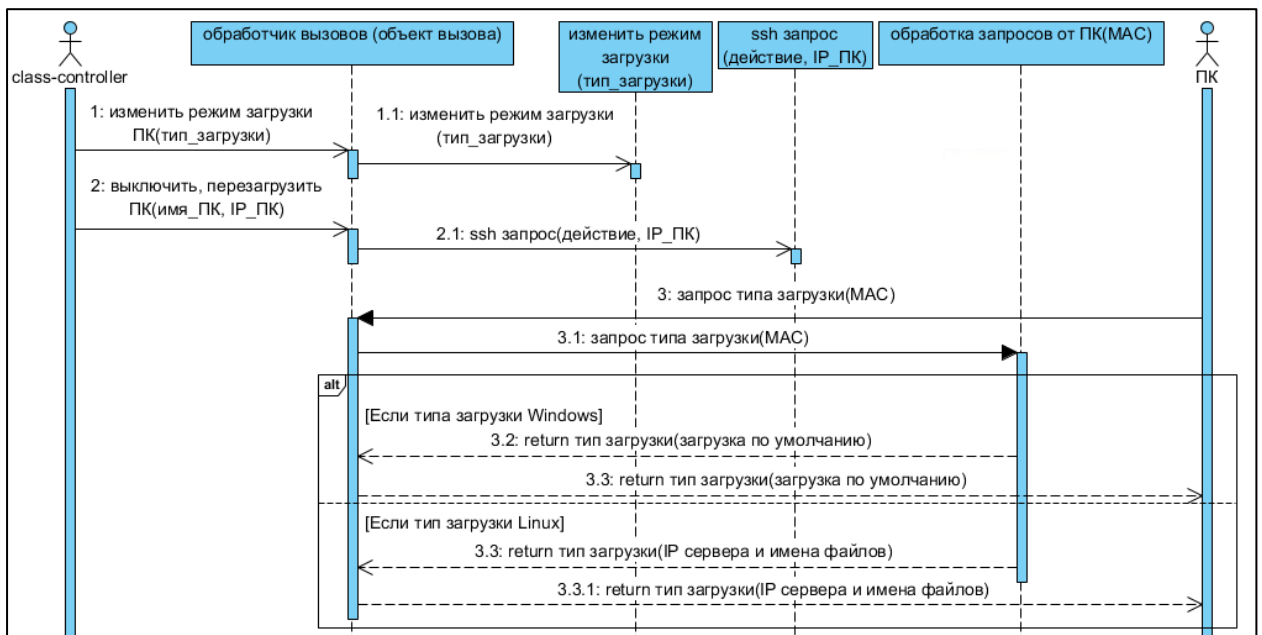 обработчик вызовов (объект вызова)
изменить режим
загрузки
(тип_загрузки)
ssh запрос
(действие, IP_ПК)
обработка запросов от ПК(MAC)
class-controller
ПК
1: изменить режим загрузки
ПК(тип_загрузки)
1.1: изменить режим загрузки
(тип_загрузки)
2: выключить, перезагрузить
ПК(имя_ПК, IP_ПК)
2.1: ssh запрос(действие, IP_ПК)
3: запрос типа загрузки(MAC)
3.1: запрос типа загрузки(MAC)
alt
[Если типа загрузки Windows]
3.2: return тип загрузки(загрузка по умолчанию)
3.3: return тип загрузки(загрузка по умолчанию)
[Если тип загрузки Linux]
3.3: return тип загрузки(IP сервера и имена файлов)
3.3.1: return тип загрузки(IP сервера и имена файлов)